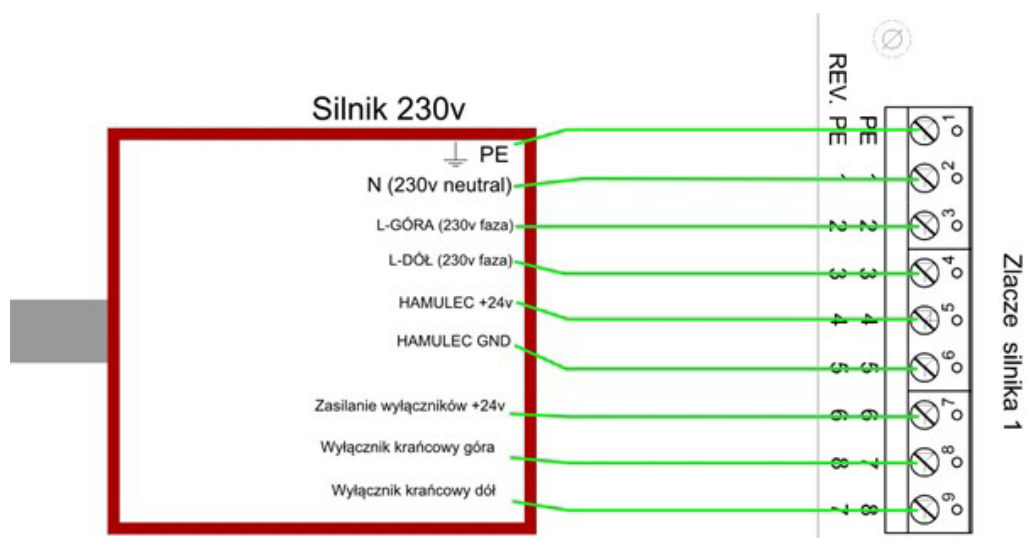 Silnik 230v
PE
N (230v neutral)
L-GÓRA (230v faza)
L-DÓŁ (230v faza)
HAMULEC +24v
HAMULEC GND
Zasilanie wyłączników +24v
Wyłącznik krańcowy góra
Wyłącznik krańcowy dół
REV. PE 1 2 3 4 5 6 8 7
PE 1 2 3 4 5 6 7 8
1 2 3 4 5 6 7 8 9
Zlacze silnika 1